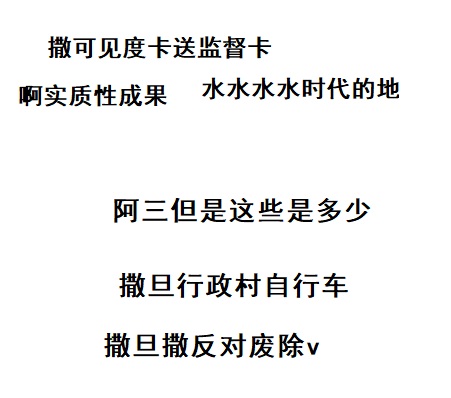 撒可见度卡送监督卡
啊实质性成果
水水水水时代的地
阿三但是这些是多少
撒旦行政村自行车
撒旦撒反对废除v